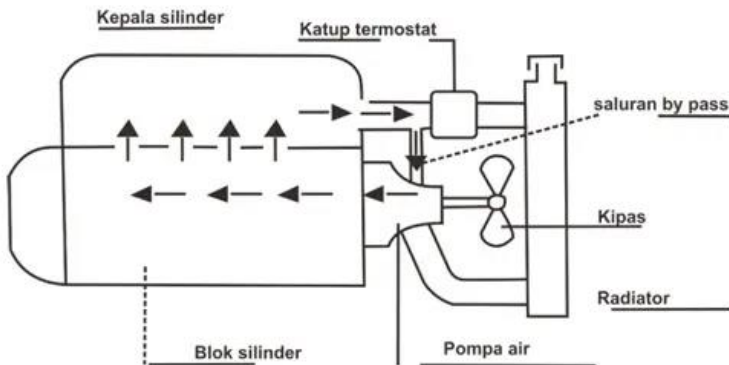 Kepala silinder
Katup termostat
saluran by pass
Kipas
Radiator
Blok silinder
Pompa air